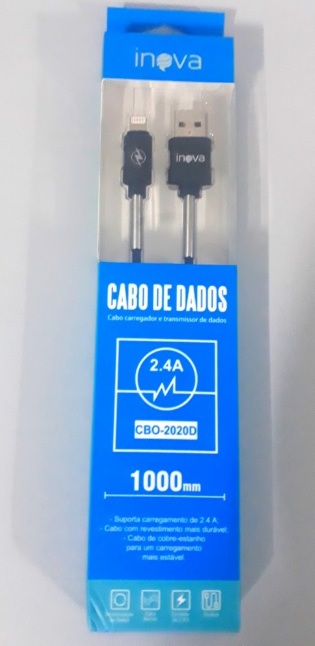 inova
inova
CABO DE DADOS
Cabo carregador e transmissor de dados
2.4A
CBO-2020D
1000mm
- Suporta carregamento de 2.4 A;
- Cabo com revestimento mais durável;
- Cabo de cobre-estanho
para um carregamento
mais estável.